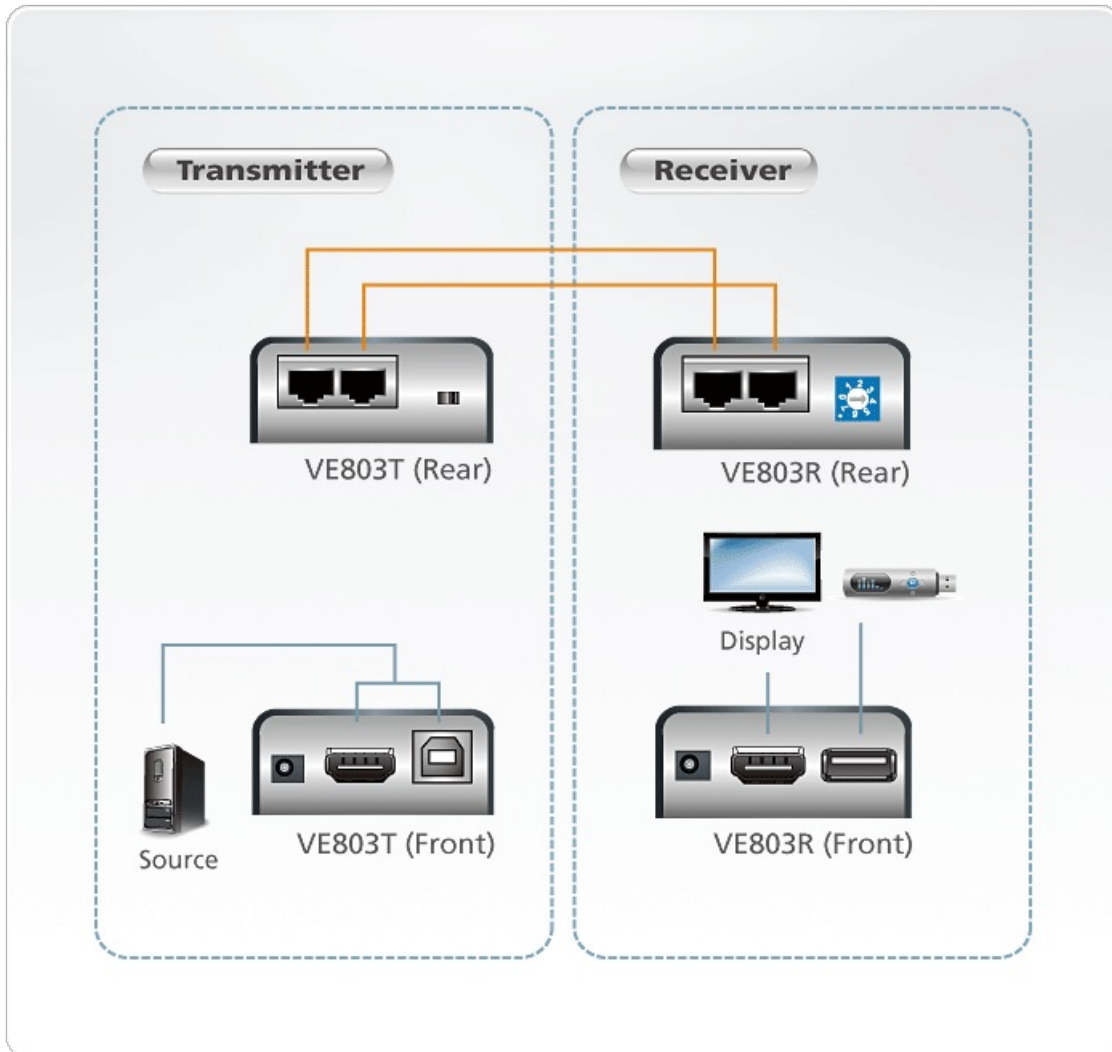 Transmitter
Receiver
VE803T (Rear)
VE803R (Rear)
Display
Source
VE803T (Front)
VE803R (Front)